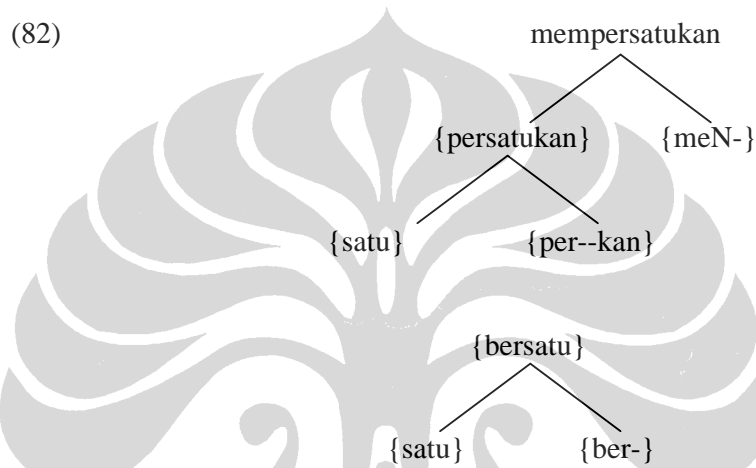 (82) mempersatukan
{persatukan} {meN-}
{satu} {per--kan}
{bersatu}
{satu} {ber-}